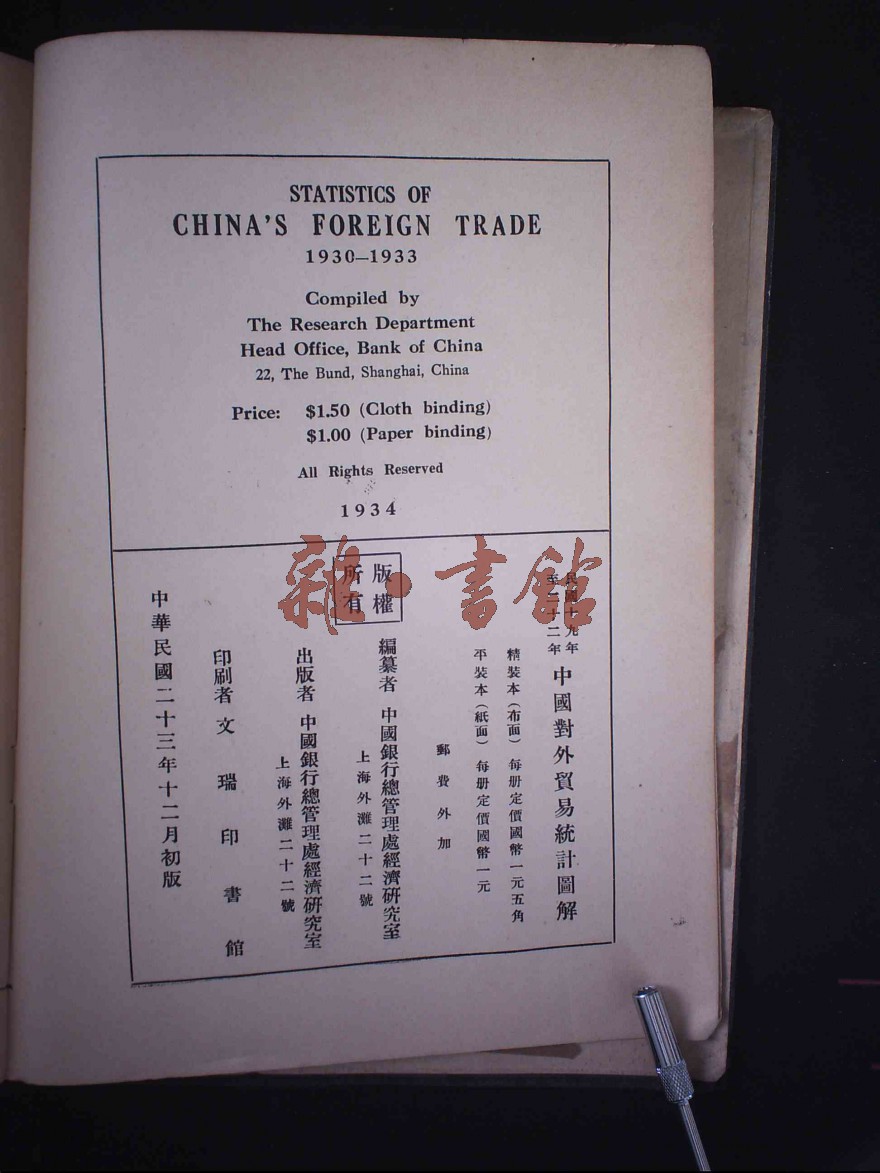 STATISTICS OF
CHINA'S FOREIGN TRADE
1930—1933
Compiled by
The Research Department
Head Office, Bank of China
22, The Bund, Shanghai, China
Price: $1.50 (Cloth binding)
$1.00 (Paper binding)
All Rights Reserved
1934
雜·書館
民國十九年
至二十二年
中國對外貿易統計圖解
精裝本（布面）每册定價國幣一元五角
平裝本（紙面）每册定價國幣一元
郵費外加
版權
所有
編纂者 中國銀行總管理處經濟研究室
上海外灘二十二號
出版者 中國銀行總管理處經濟研究室
上海外灘二十二號
印刷者 文瑞印書館
中華民國二十三年十二月初版